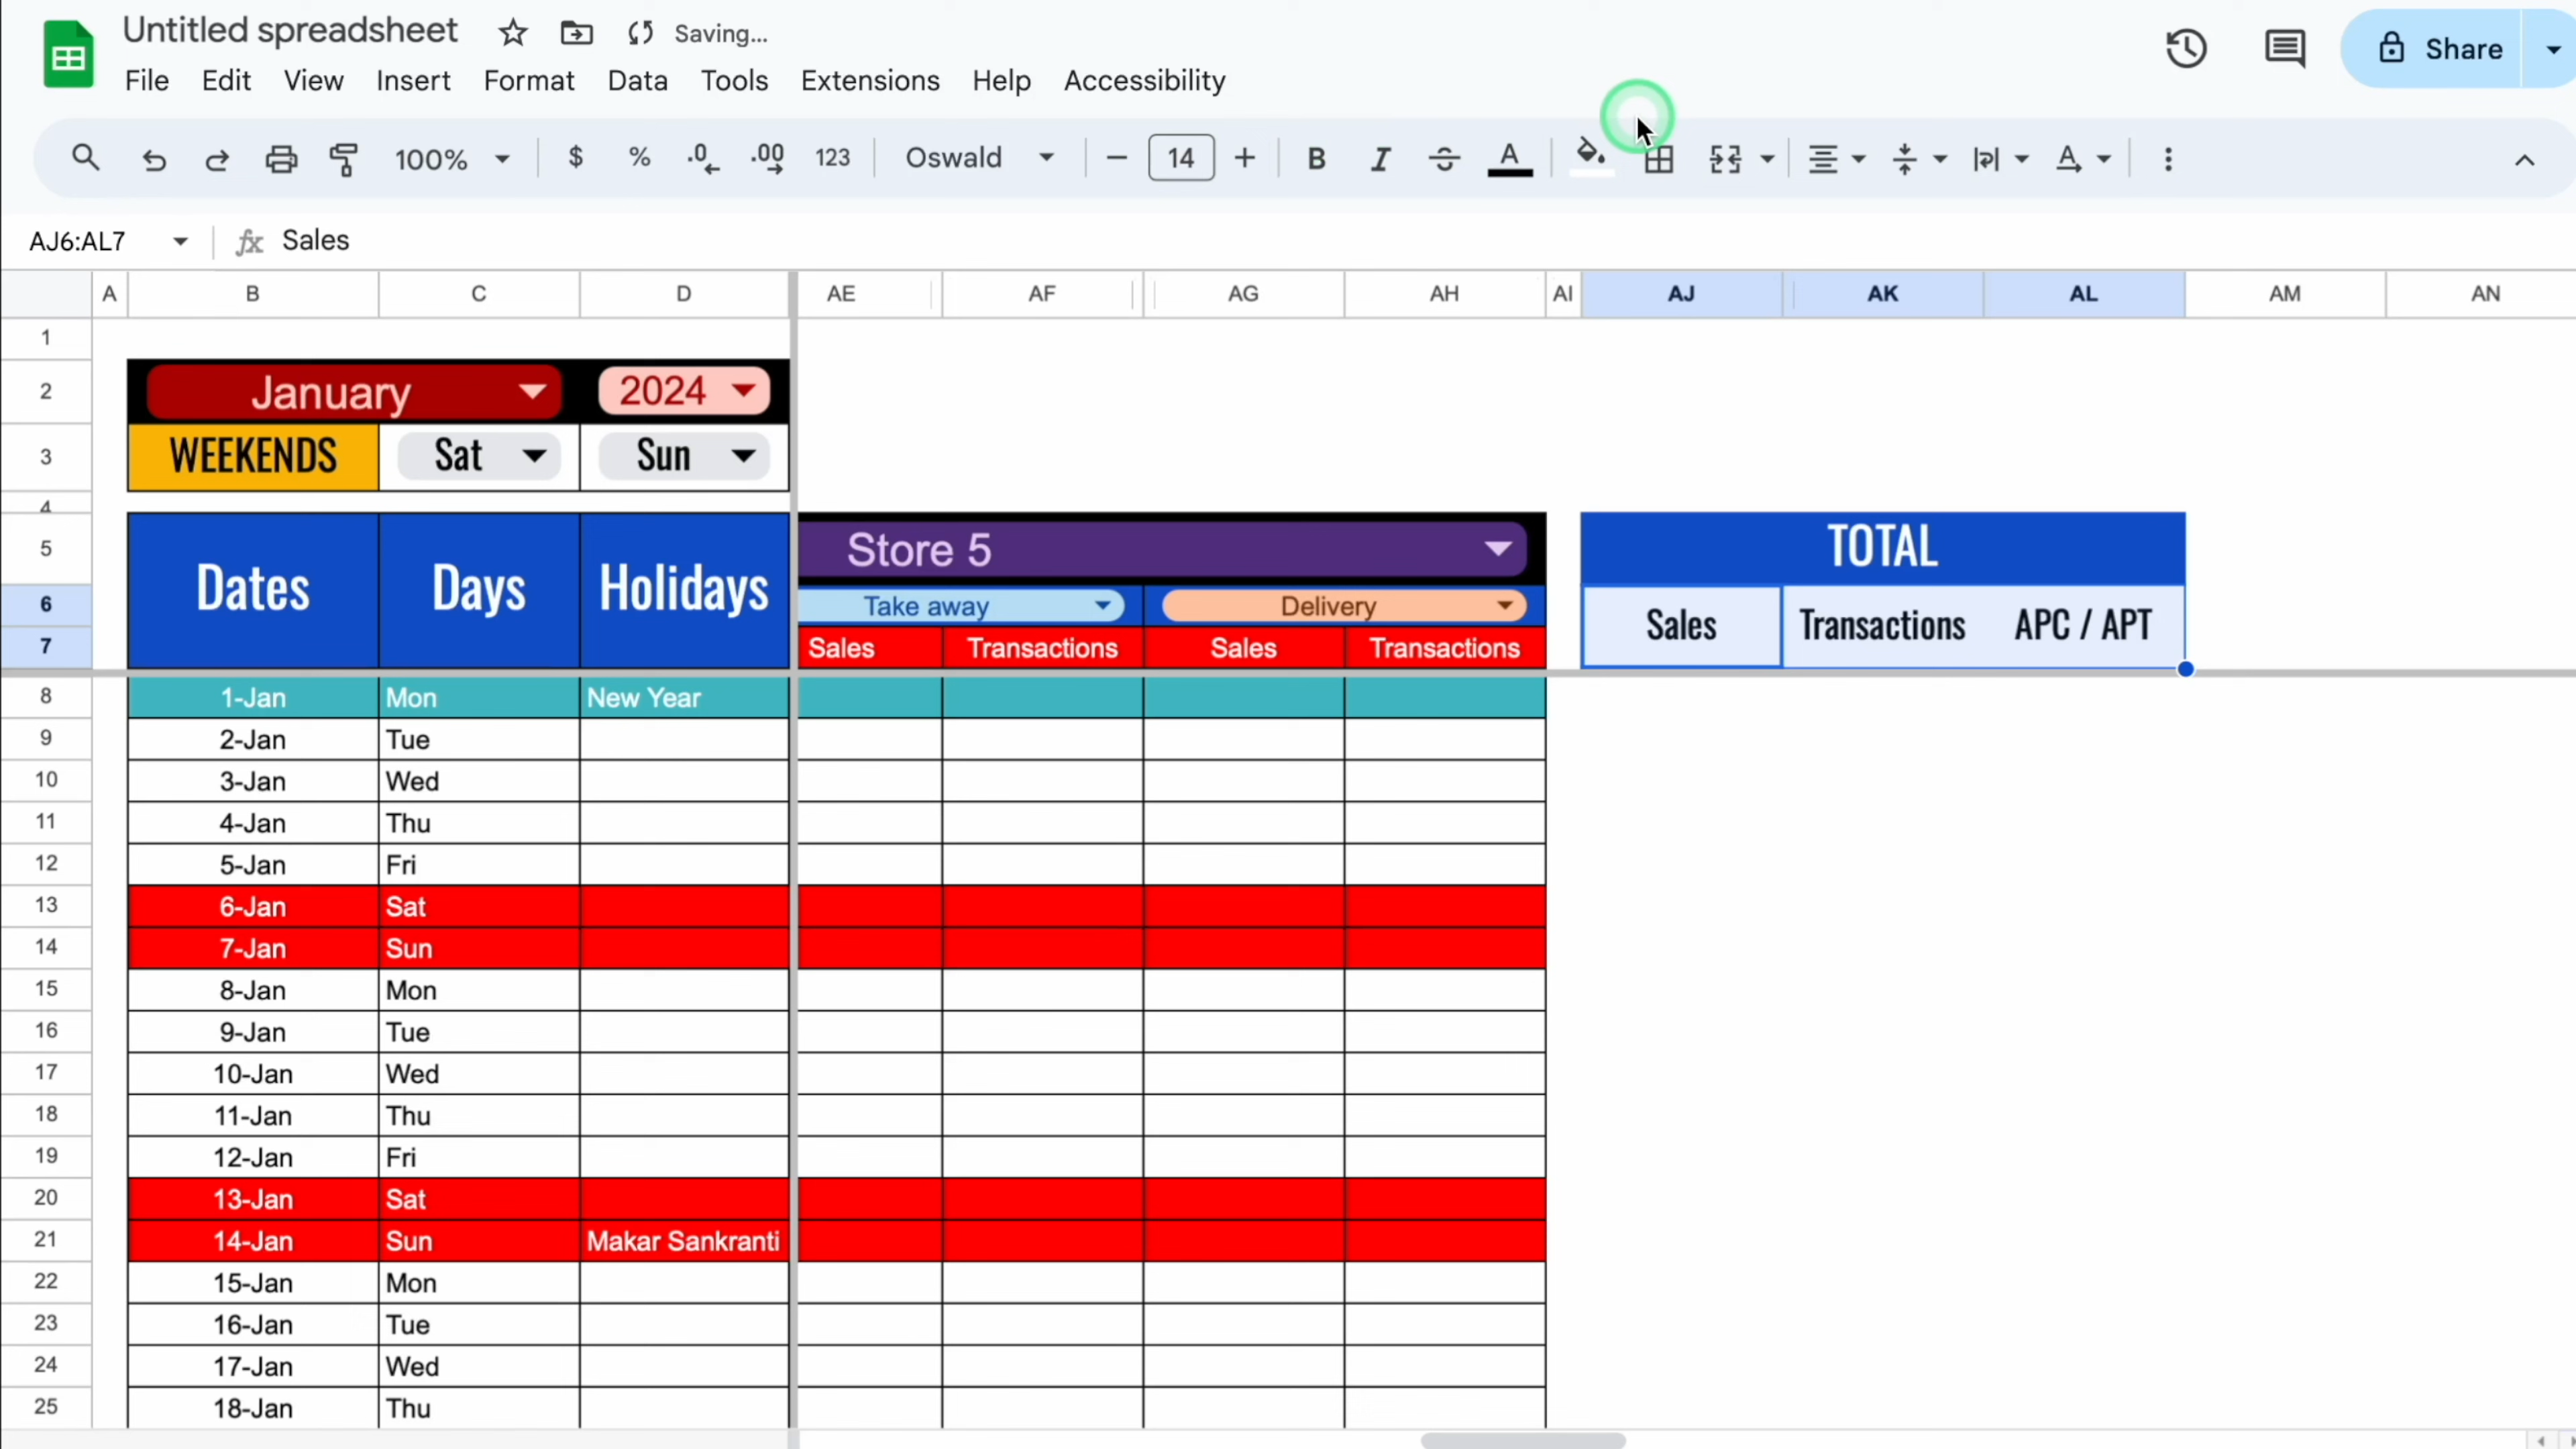 Untitled spreadsheet Saving...
Share
File Edit View Insert Format Data Tools Extensions Help Accessibility
100% $ % .0 .00 123 Oswald 14 B I A A
AJ6:AL7 fx Sales
A B C D AE AF AG AH AI AJ AK AL AM AN
1
2 January 2024
3 WEEKENDS Sat Sun
4
5 Dates Days Holidays Store 5 TOTAL
6 Take away Delivery Sales Transactions APC / APT
7 Sales Transactions Sales Transactions
8 1-Jan Mon New Year
9 2-Jan Tue
10 3-Jan Wed
11 4-Jan Thu
12 5-Jan Fri
13 6-Jan Sat
14 7-Jan Sun
15 8-Jan Mon
16 9-Jan Tue
17 10-Jan Wed
18 11-Jan Thu
19 12-Jan Fri
20 13-Jan Sat
21 14-Jan Sun Makar Sankranti
22 15-Jan Mon
23 16-Jan Tue
24 17-Jan Wed
25 18-Jan Thu